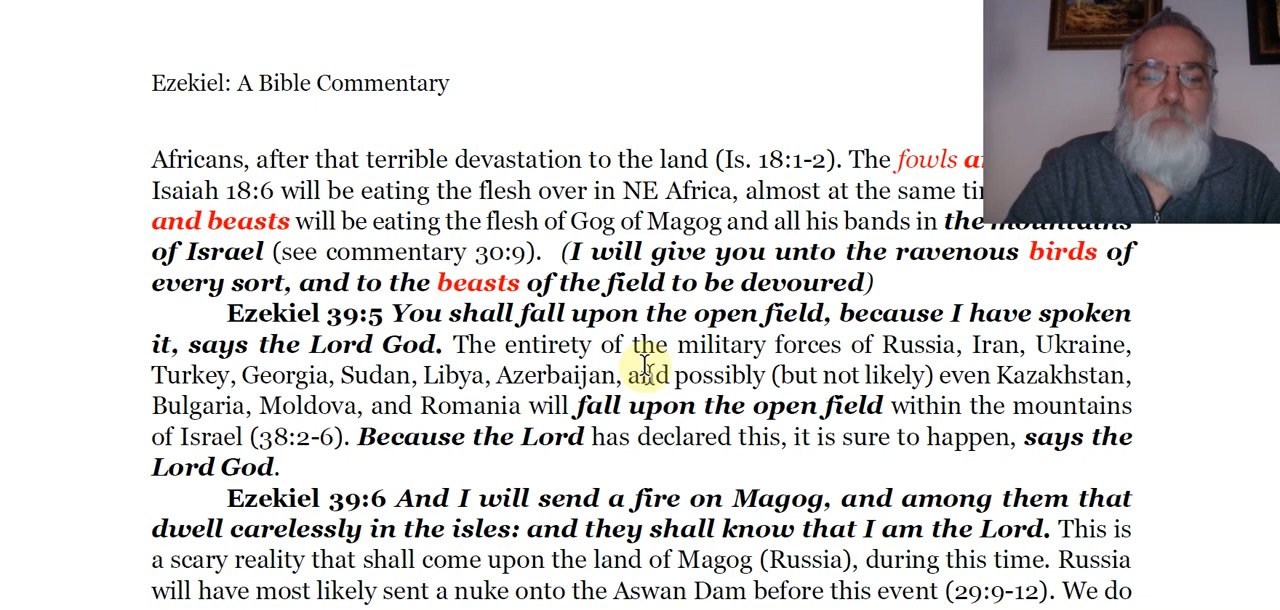 Ezekiel: A Bible Commentary
Africans, after that terrible devastation to the land (Is. 18:1-2). The fowls
Isaiah 18:6 will be eating the flesh over in NE Africa, almost at the same
and beasts will be eating the flesh of Gog of Magog and all his bands in the mountains
of Israel (see commentary 30:9). (I will give you unto the ravenous birds of
every sort, and to the beasts of the field to be devoured)
Ezekiel 39:5 You shall fall upon the open field, because I have spoken
it, says the Lord God. The entirety of the military forces of Russia, Iran, Ukraine,
Turkey, Georgia, Sudan, Libya, Azerbaijan, and possibly (but not likely) even Kazakhstan,
Bulgaria, Moldova, and Romania will fall upon the open field within the mountains
of Israel (38:2-6). Because the Lord has declared this, it is sure to happen, says the
Lord God.
Ezekiel 39:6 And I will send a fire on Magog, and among them that
dwell carelessly in the isles: and they shall know that I am the Lord. This is
a scary reality that shall come upon the land of Magog (Russia), during this time. Russia
will have most likely sent a nuke onto the Aswan Dam before this event (29:9-12). We do